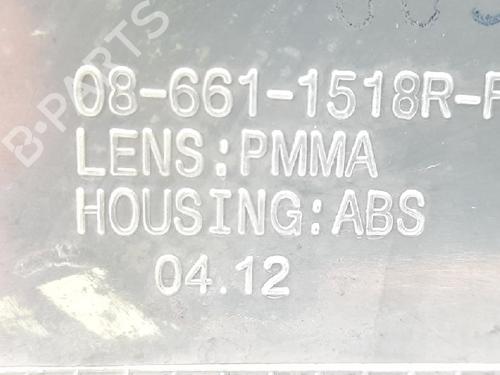 B-PARTS
08-661-1518R-F
LENS:PMMA
HOUSING:ABS
04.12